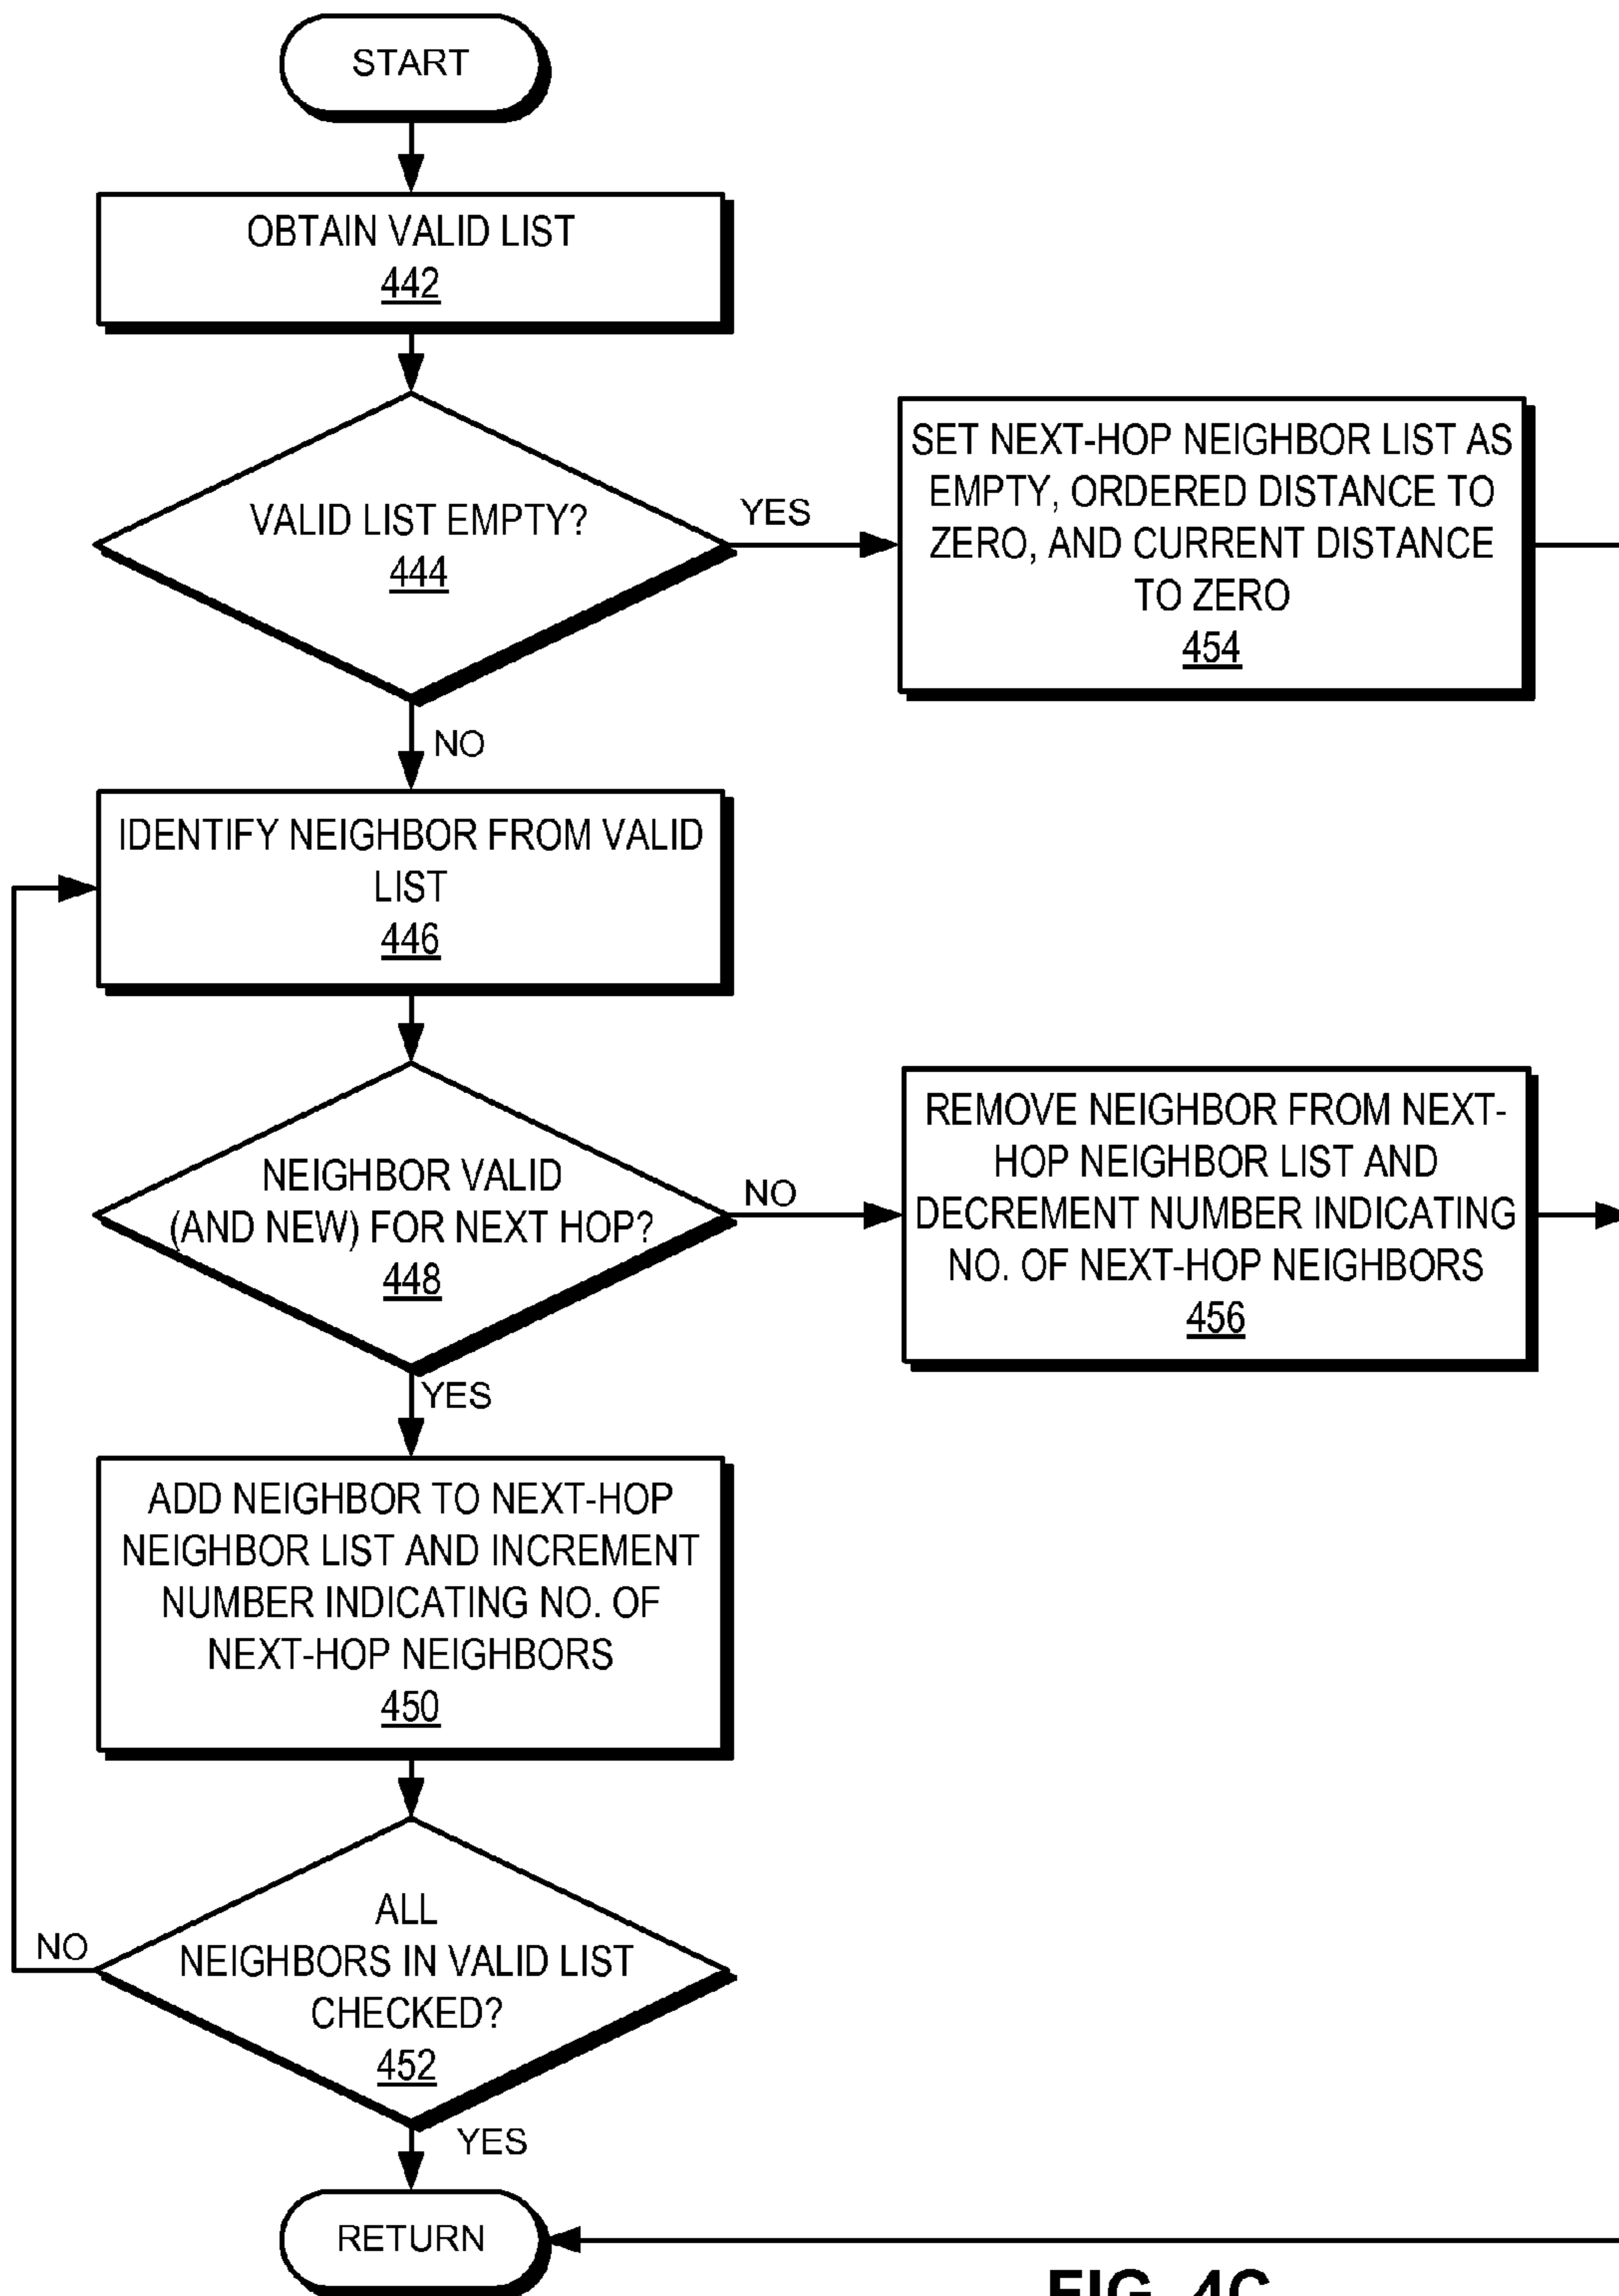 START
OBTAIN VALID LIST
442
VALID LIST EMPTY?
444
YES
SET NEXT-HOP NEIGHBOR LIST AS
EMPTY, ORDERED DISTANCE TO
ZERO, AND CURRENT DISTANCE
TO ZERO
454
NO
IDENTIFY NEIGHBOR FROM VALID
LIST
446
NEIGHBOR VALID
(AND NEW) FOR NEXT HOP?
448
NO
REMOVE NEIGHBOR FROM NEXT-
HOP NEIGHBOR LIST AND
DECREMENT NUMBER INDICATING
NO. OF NEXT-HOP NEIGHBORS
456
YES
ADD NEIGHBOR TO NEXT-HOP
NEIGHBOR LIST AND INCREMENT
NUMBER INDICATING NO. OF
NEXT-HOP NEIGHBORS
450
ALL
NEIGHBORS IN VALID LIST
CHECKED?
452
NO
YES
RETURN
FIG. 4C